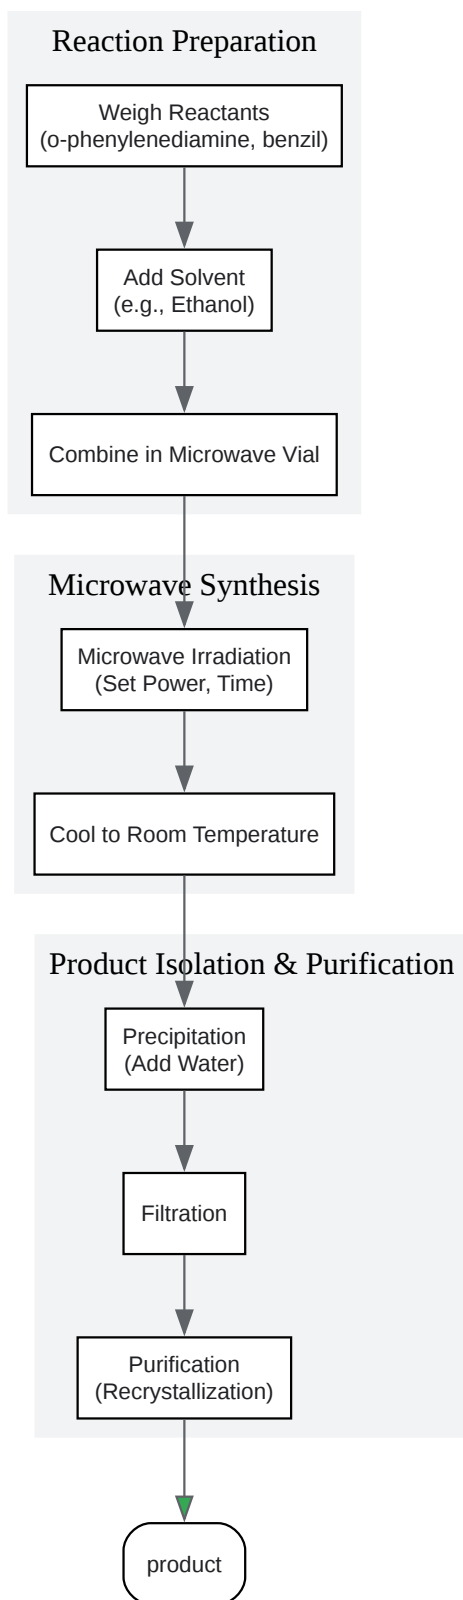 Reaction Preparation
Weigh Reactants
(o-phenylenediamine, benzil)
Add Solvent
(e.g., Ethanol)
Combine in Microwave Vial
Microwave Synthesis
Microwave Irradiation
(Set Power, Time)
Cool to Room Temperature
Product Isolation & Purification
Precipitation
(Add Water)
Filtration
Purification
(Recrystallization)
product